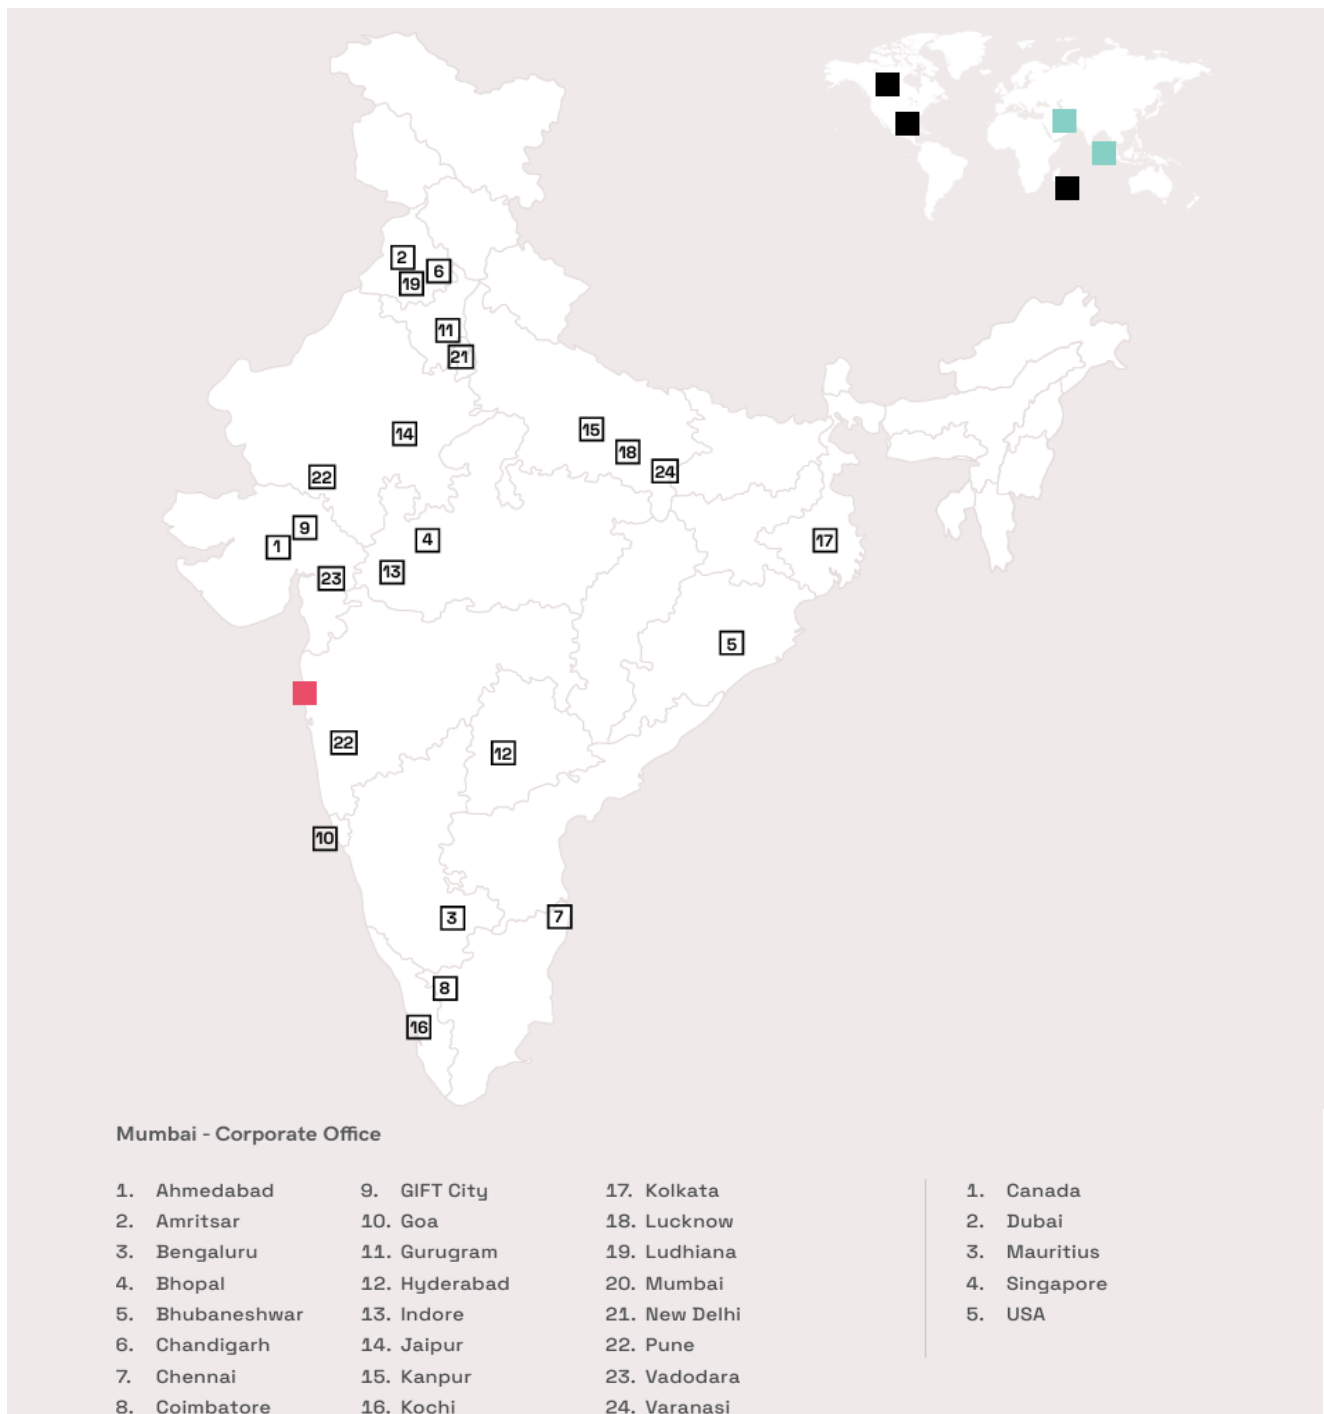 2
6
19
11
21
14
15
18
24
22
9
1
4
13
23
17
5
22
12
10
3
7
8
16
Mumbai - Corporate Office
1. Ahmedabad
2. Amritsar
3. Bengaluru
4. Bhopal
5. Bhubaneshwar
6. Chandigarh
7. Chennai
8. Coimbatore
9. GIFT City
10. Goa
11. Gurugram
12. Hyderabad
13. Indore
14. Jaipur
15. Kanpur
16. Kochi
17. Kolkata
18. Lucknow
19. Ludhiana
20. Mumbai
21. New Delhi
22. Pune
23. Vadodara
24. Varanasi
1. Canada
2. Dubai
3. Mauritius
4. Singapore
5. USA